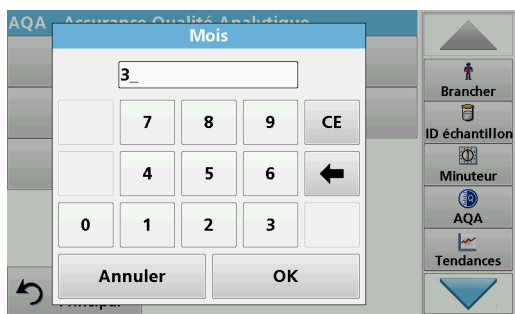 AQA - Assurance Qualité Analytique
Mois
3_
7 8 9 CE
4 5 6
0 1 2 3
Annuler OK
Principal
Brancher
ID échantillon
Minuteur
AQA
Tendances